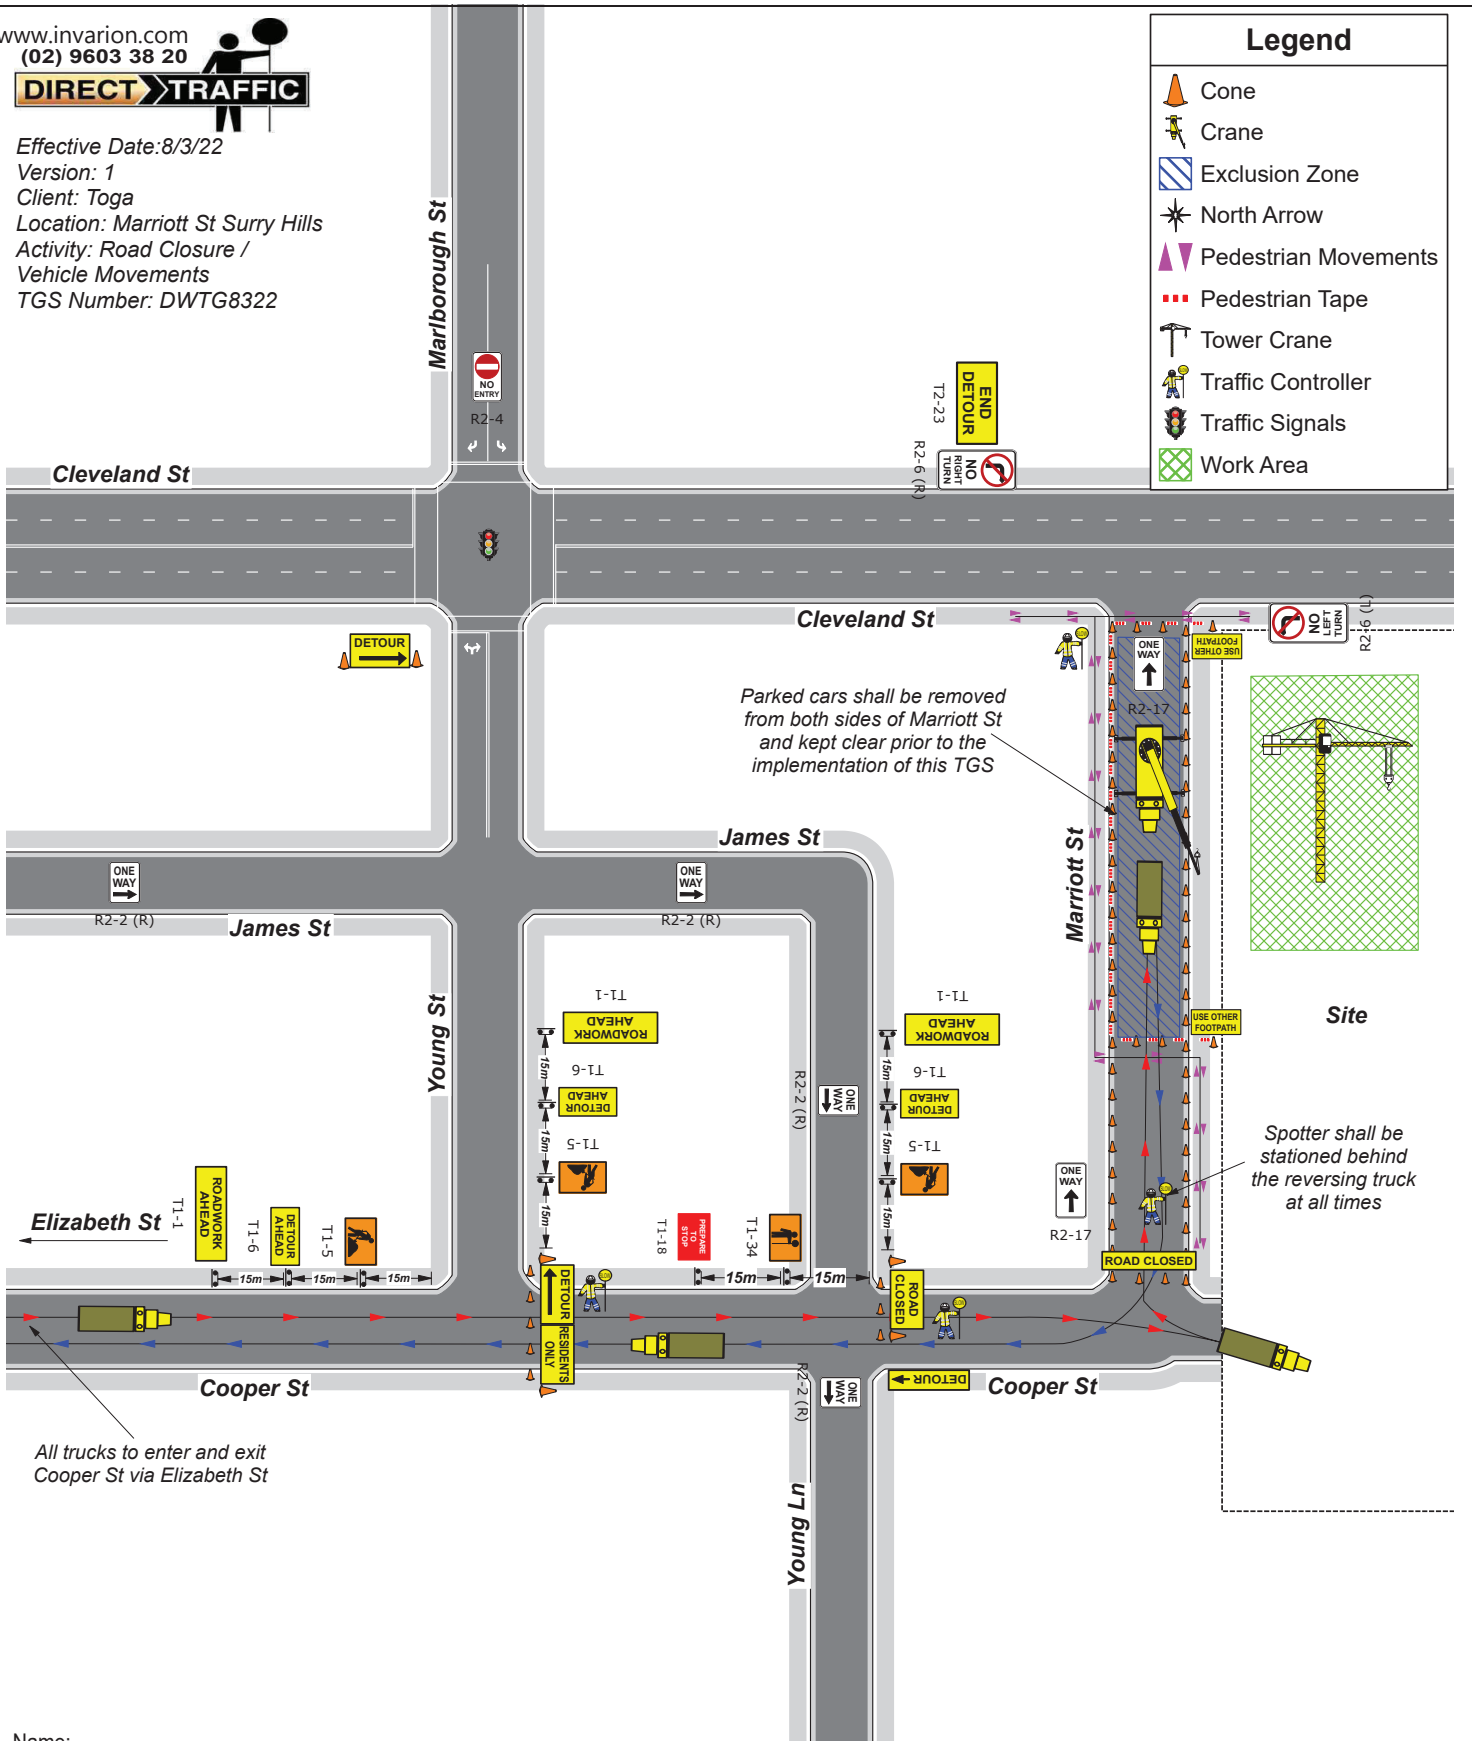 www.invarion.com
(02) 9603 38 20
DIRECT TRAFFIC
Effective Date:8/3/22
Version: 1
Client: Toga
Location: Marriott St Surry Hills
Activity: Road Closure /
Vehicle Movements
TGS Number: DWTG8322
Legend
Cone
Crane
Exclusion Zone
North Arrow
Pedestrian Movements
Pedestrian Tape
Tower Crane
Traffic Controller
Traffic Signals
Work Area
Marlborough St
NO
ENTRY
R2-4
END
DETOUR
T2-23
NO
RIGHT
TURN
R2-6 (R)
Cleveland St
Cleveland St
NO
LEFT
TURN
R2-6 (L)
DETOUR
USE OTHER
FOOTPATH
ONE
WAY
R2-17
Parked cars shall be removed
from both sides of Marriott St
and kept clear prior to the
implementation of this TGS
Marriott St
James St
ONE
WAY
R2-2 (R)
James St
ONE
WAY
R2-2 (R)
Young St
T1-1
ROADWORK
AHEAD
15m
T1-6
DETOUR
AHEAD
15m
T1-5
15m
R2-2 (R)
ONE
WAY
T1-1
ROADWORK
AHEAD
15m
T1-6
DETOUR
AHEAD
15m
T1-5
15m
USE OTHER
FOOTPATH
Site
Spotter shall be
stationed behind
the reversing truck
at all times
ONE
WAY
R2-17
ROAD CLOSED
Elizabeth St
T1-1
ROADWORK
AHEAD
T1-6
DETOUR
AHEAD
T1-5
15m
15m
15m
DETOUR
RESIDENTS
ONLY
T1-18
PREPARE
TO
STOP
T1-34
15m
15m
ROAD
CLOSED
Cooper St
R2-2 (R)
ONE
WAY
DETOUR
Cooper St
All trucks to enter and exit
Cooper St via Elizabeth St
Young Ln
Name: